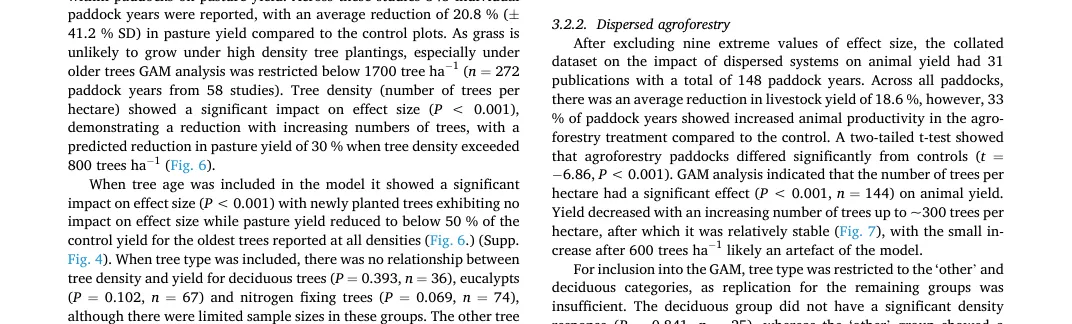 paddock years were reported, with an average reduction of 20.8 % (±
41.2 % SD) in pasture yield compared to the control plots. As grass is
unlikely to grow under high density tree plantings, especially under
older trees GAM analysis was restricted below 1700 tree ha⁻¹ (n = 272
paddock years from 58 studies). Tree density (number of trees per
hectare) showed a significant impact on effect size (P < 0.001),
demonstrating a reduction with increasing numbers of trees, with a
predicted reduction in pasture yield of 30 % when tree density exceeded
800 trees ha⁻¹ (Fig. 6).
When tree age was included in the model it showed a significant
impact on effect size (P < 0.001) with newly planted trees exhibiting no
impact on effect size while pasture yield reduced to below 50 % of the
control yield for the oldest trees reported at all densities (Fig. 6.) (Supp.
Fig. 4). When tree type was included, there was no relationship between
tree density and yield for deciduous trees (P = 0.393, n = 36), eucalypts
(P = 0.102, n = 67) and nitrogen fixing trees (P = 0.069, n = 74),
although there were limited sample sizes in these groups. The other tree
3.2.2. Dispersed agroforestry
After excluding nine extreme values of effect size, the collated
dataset on the impact of dispersed systems on animal yield had 31
publications with a total of 148 paddock years. Across all paddocks,
there was an average reduction in livestock yield of 18.6 %, however, 33
% of paddock years showed increased animal productivity in the agro-
forestry treatment compared to the control. A two-tailed t-test showed
that agroforestry paddocks differed significantly from controls (t =
−6.86, P < 0.001). GAM analysis indicated that the number of trees per
hectare had a significant effect (P < 0.001, n = 144) on animal yield.
Yield decreased with an increasing number of trees up to ~300 trees per
hectare, after which it was relatively stable (Fig. 7), with the small in-
crease after 600 trees ha⁻¹ likely an artefact of the model.
For inclusion into the GAM, tree type was restricted to the ‘other’ and
deciduous categories, as replication for the remaining groups was
insufficient. The deciduous group did not have a significant density